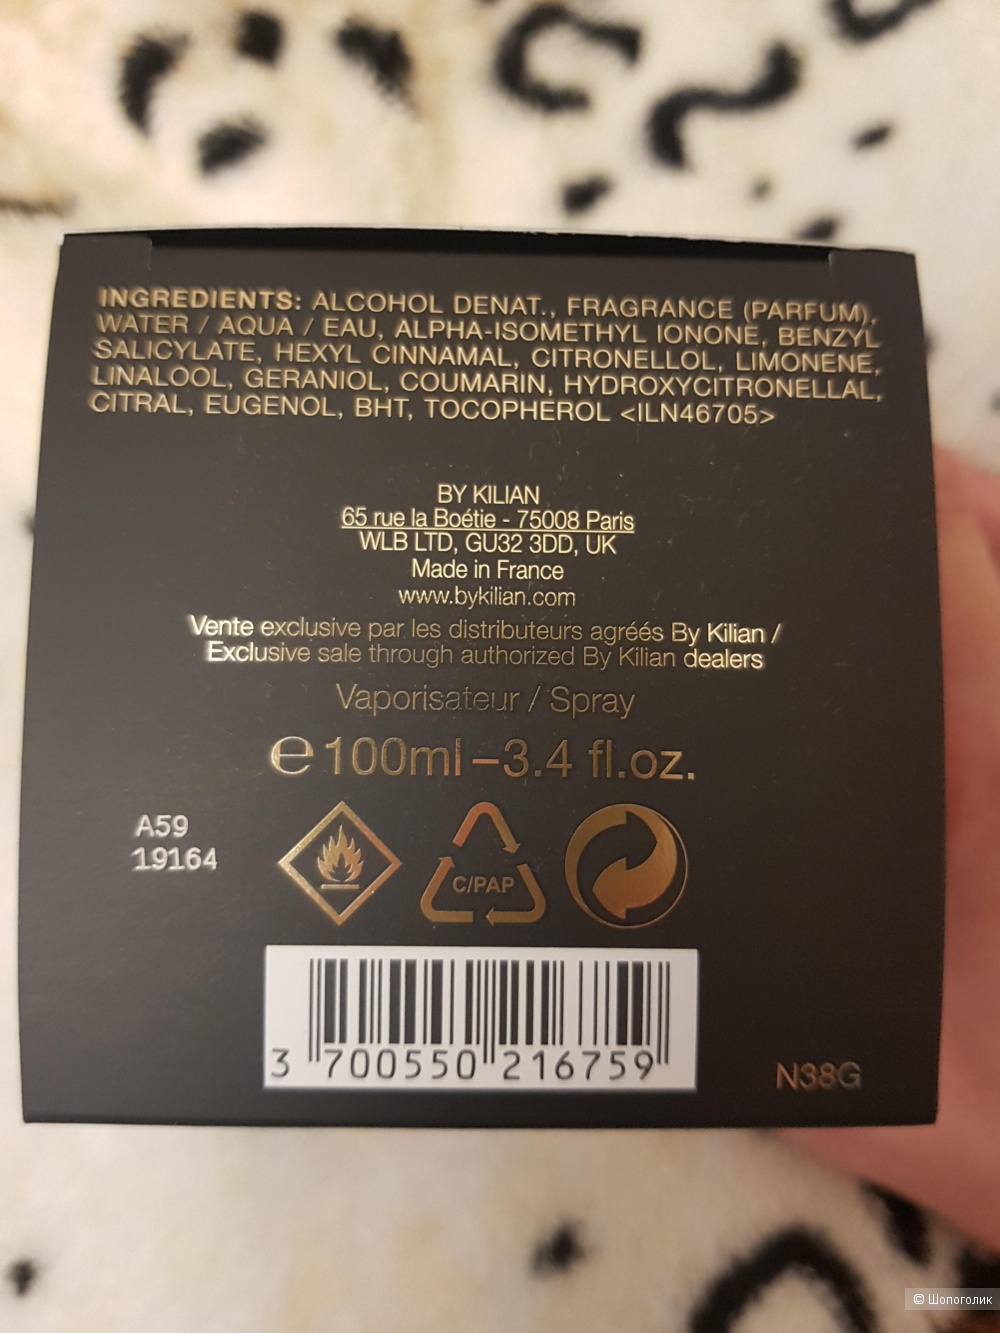 INGREDIENTS: ALCOHOL DENAT., FRAGRANCE (PARFUM),
WATER / AQUA / EAU, ALPHA-ISOMETHYL IONONE, BENZYL
SALICYLATE, HEXYL CINNAMAL, CITRONELLOL, LIMONENE,
LINALOOL, GERANIOL, COUMARIN, HYDROXYCITRONELLAL,
CITRAL, EUGENOL, BHT, TOCOPHEROL <ILN46705>
BY KILIAN
65 rue la Boétie - 75008 Paris
WLB LTD, GU32 3DD, UK
Made in France
www.bykilian.com
Vente exclusive par les distributeurs agréés By Kilian /
Exclusive sale through authorized By Kilian dealers
Vaporisateur / Spray
℮ 100ml – 3.4 fl.oz.
A59
19164
C/PAP
3 700550 216759
N38G
© Шопоголик